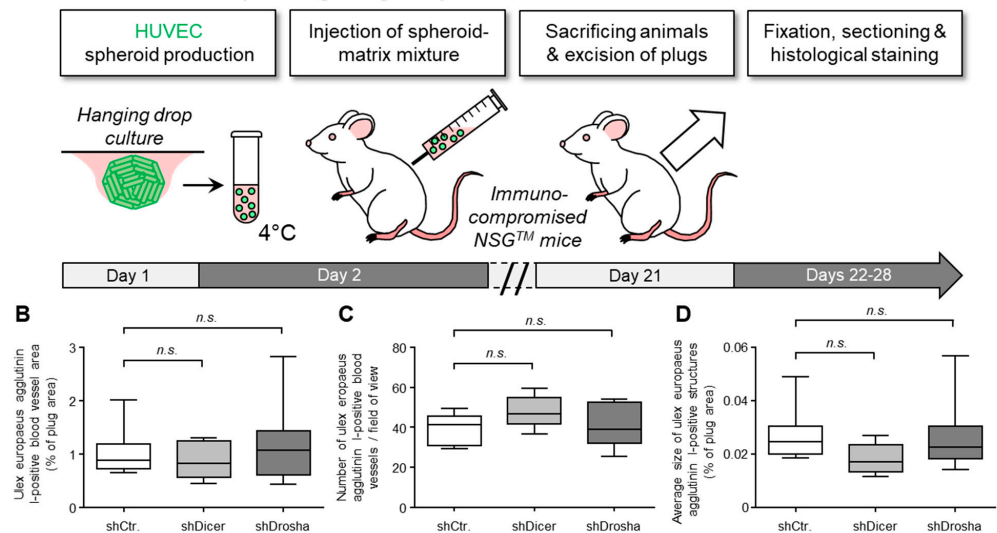 HUVEC
spheroid production
Injection of spheroid-
matrix mixture
Sacrificing animals
& excision of plugs
Fixation, sectioning &
histological staining
Hanging drop
culture
4°C
Immuno-
compromised
NSG™ mice
Day 1
Day 2
Day 21
Days 22-28
B
Ulex europaeus agglutinin
I-positive blood vessel area
(% of plug area)
n.s.
n.s.
3
2
1
0
shCtr.
shDicer
shDrosha
C
Number of ulex eropaeus
agglutinin I-positive blood
vessels / field of view
n.s.
n.s.
80
60
40
20
0
shCtr.
shDicer
shDrosha
D
Average size of ulex europaeus
agglutinin I-positive structures
(% of plug area)
n.s.
n.s.
0.06
0.04
0.02
0
shCtr.
shDicer
shDrosha